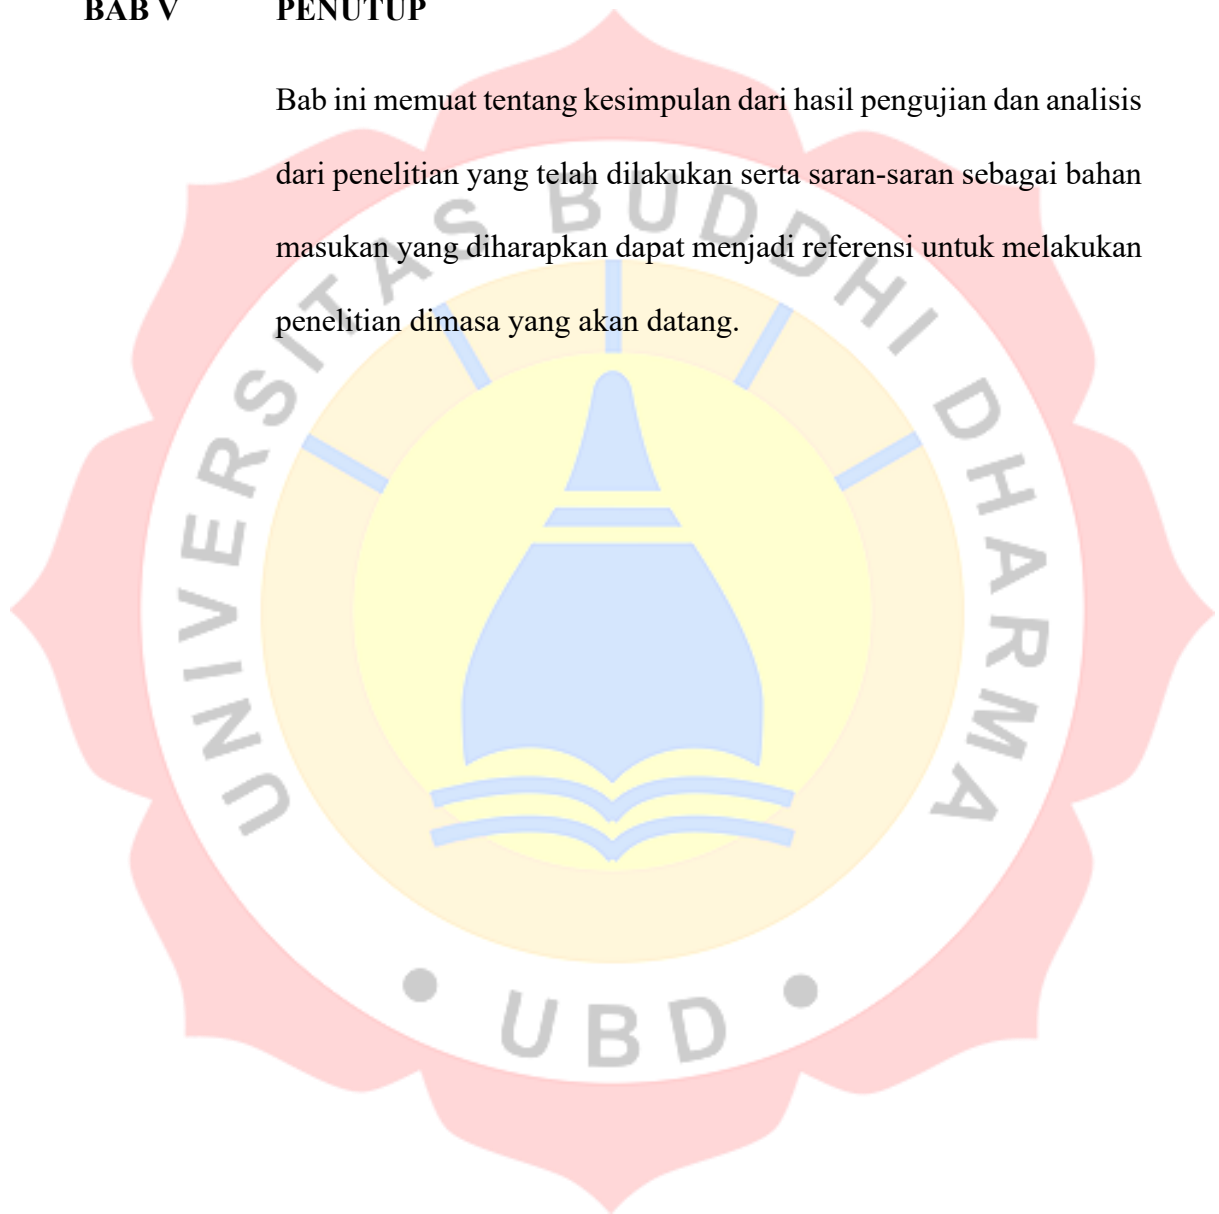 BAB V PENUTUP
Bab ini memuat tentang kesimpulan dari hasil pengujian dan analisis
dari penelitian yang telah dilakukan serta saran-saran sebagai bahan
masukan yang diharapkan dapat menjadi referensi untuk melakukan
penelitian dimasa yang akan datang.
UNIVERSITAS BUDDHI DHARMA
• UBD •